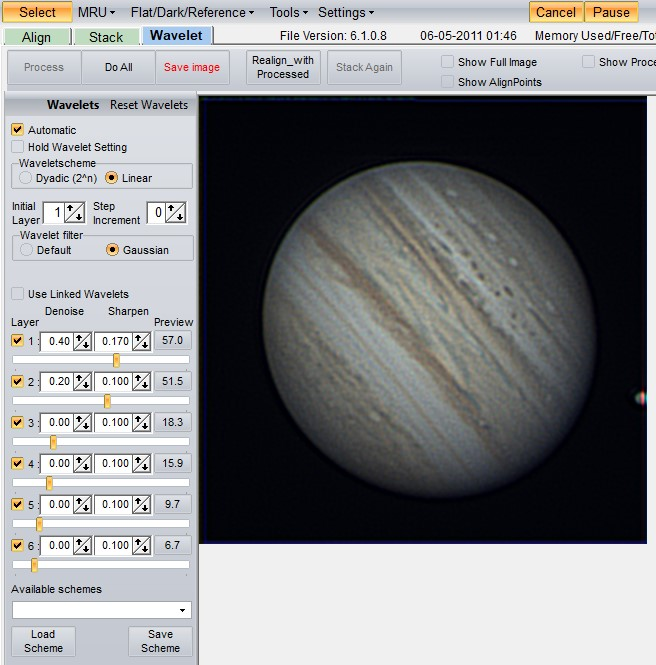 Select MRU Flat/Dark/Reference Tools Settings Cancel Pause
Align Stack Wavelet File Version: 6.1.0.8 06-05-2011 01:46 Memory Used/Free/Tot
Process Do All Save image Realign_with Processed Stack Again Show Full Image Show Proce
Show AlignPoints
Wavelets Reset Wavelets
Automatic
Hold Wavelet Setting
Waveletscheme
Dyadic (2^n) Linear
Initial Layer 1 Step Increment 0
Wavelet filter
Default Gaussian
Use Linked Wavelets
Denoise Sharpen
Layer Preview
1 : 0.40 0.170 57.0
2 : 0.20 0.100 51.5
3 : 0.00 0.100 18.3
4 : 0.00 0.100 15.9
5 : 0.00 0.100 9.7
6 : 0.00 0.100 6.7
Available schemes
Load Scheme Save Scheme